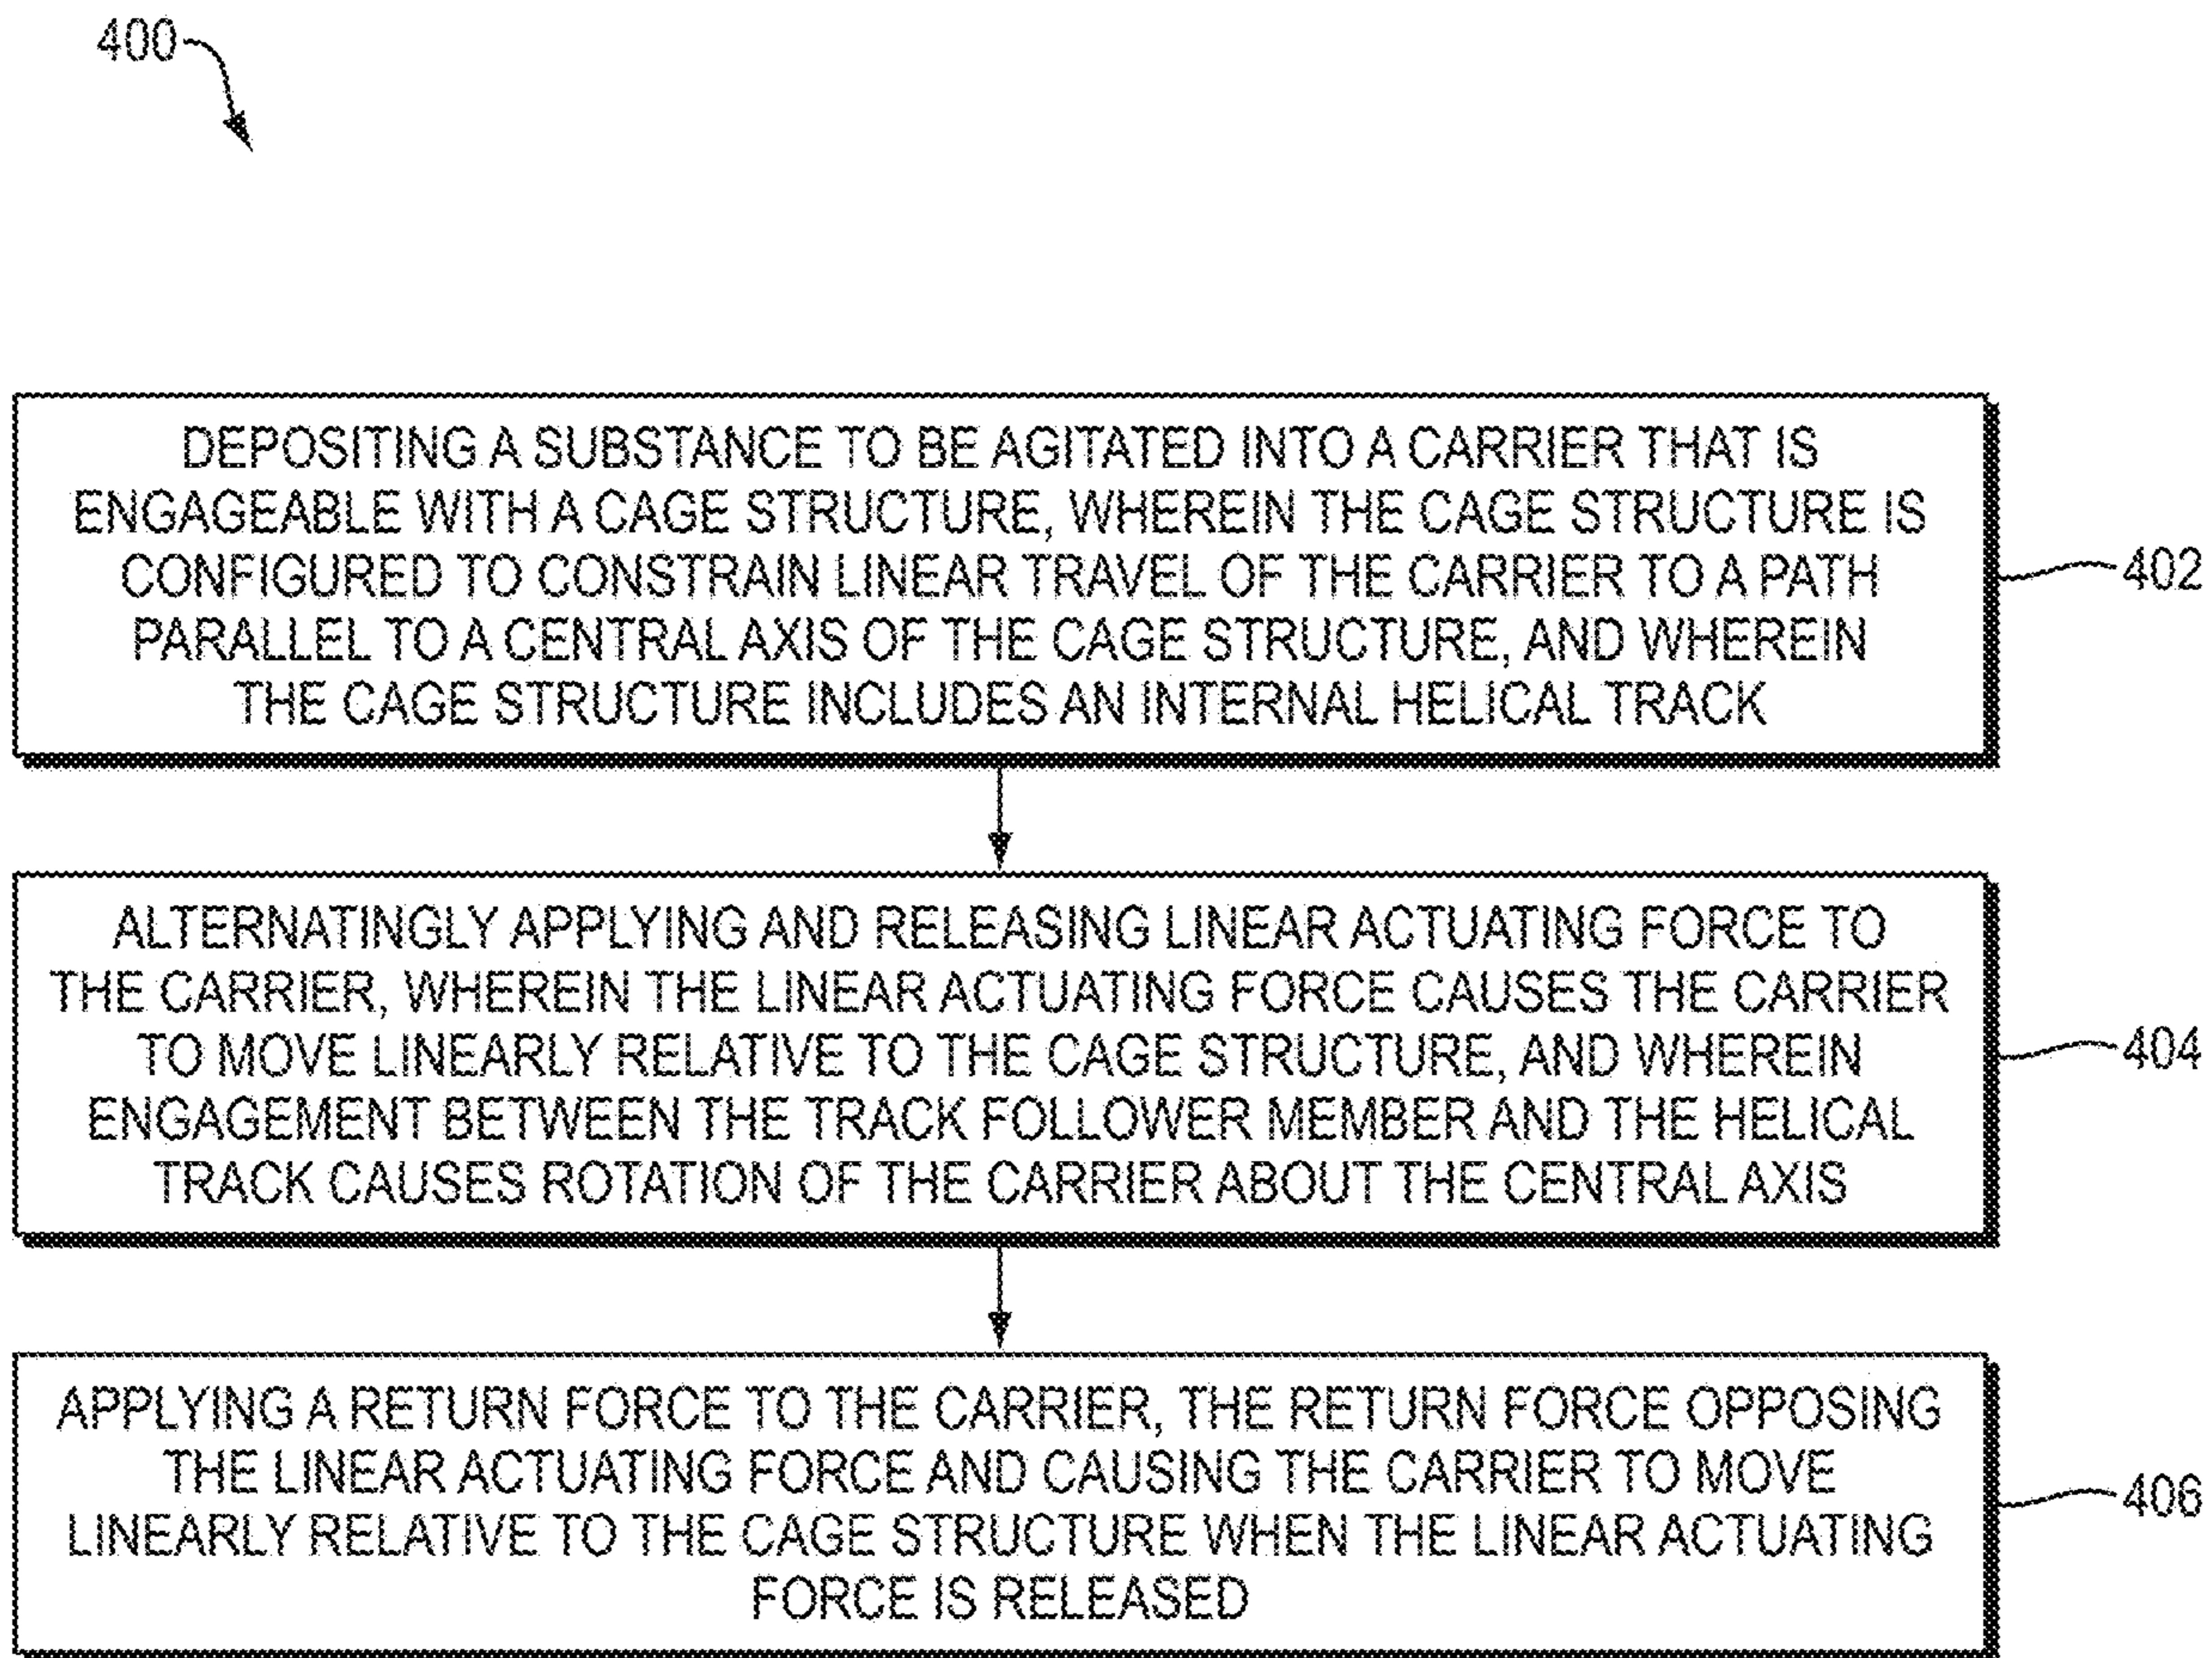 400
DEPOSITING A SUBSTANCE TO BE AGITATED INTO A CARRIER THAT IS
ENGAGEABLE WITH A CAGE STRUCTURE, WHEREIN THE CAGE STRUCTURE IS
CONFIGURED TO CONSTRAIN LINEAR TRAVEL OF THE CARRIER TO A PATH
PARALLEL TO A CENTRAL AXIS OF THE CAGE STRUCTURE, AND WHEREIN
THE CAGE STRUCTURE INCLUDES AN INTERNAL HELICAL TRACK
402
ALTERNATINGLY APPLYING AND RELEASING LINEAR ACTUATING FORCE TO
THE CARRIER, WHEREIN THE LINEAR ACTUATING FORCE CAUSES THE CARRIER
TO MOVE LINEARLY RELATIVE TO THE CAGE STRUCTURE, AND WHEREIN
ENGAGEMENT BETWEEN THE TRACK FOLLOWER MEMBER AND THE HELICAL
TRACK CAUSES ROTATION OF THE CARRIER ABOUT THE CENTRAL AXIS
404
APPLYING A RETURN FORCE TO THE CARRIER, THE RETURN FORCE OPPOSING
THE LINEAR ACTUATING FORCE AND CAUSING THE CARRIER TO MOVE
LINEARLY RELATIVE TO THE CAGE STRUCTURE WHEN THE LINEAR ACTUATING
FORCE IS RELEASED
406